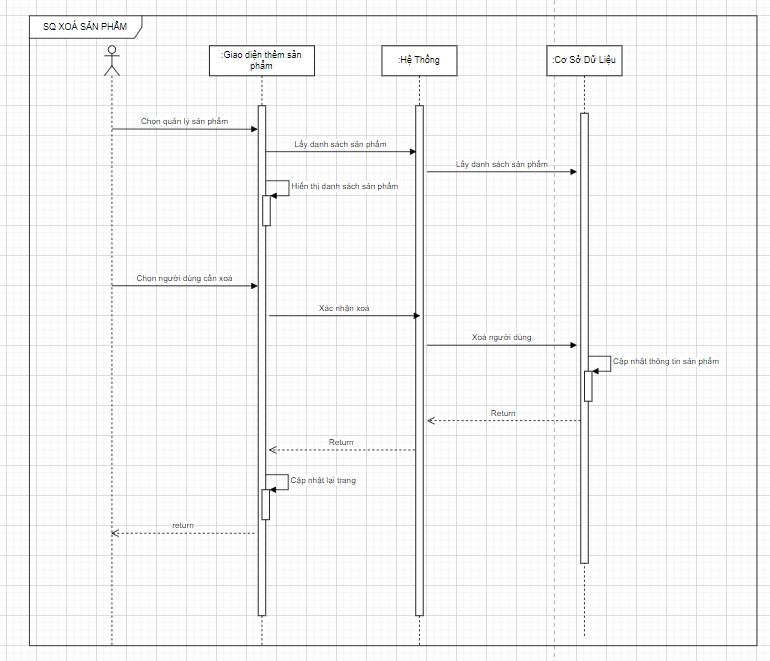 SQ XOÁ SẢN PHẨM
:Giao diện thêm sản
phẩm
:Hệ Thống
:Cơ Sở Dữ Liệu
Chọn quản lý sản phẩm
Lấy danh sách sản phẩm
Lấy danh sách sản phẩm
Hiển thị danh sách sản phẩm
Chọn người dùng cần xoá
Xác nhận xoá
Xoá người dùng
Cập nhật thông tin sản phẩm
Return
Return
Cập nhật lại trang
return